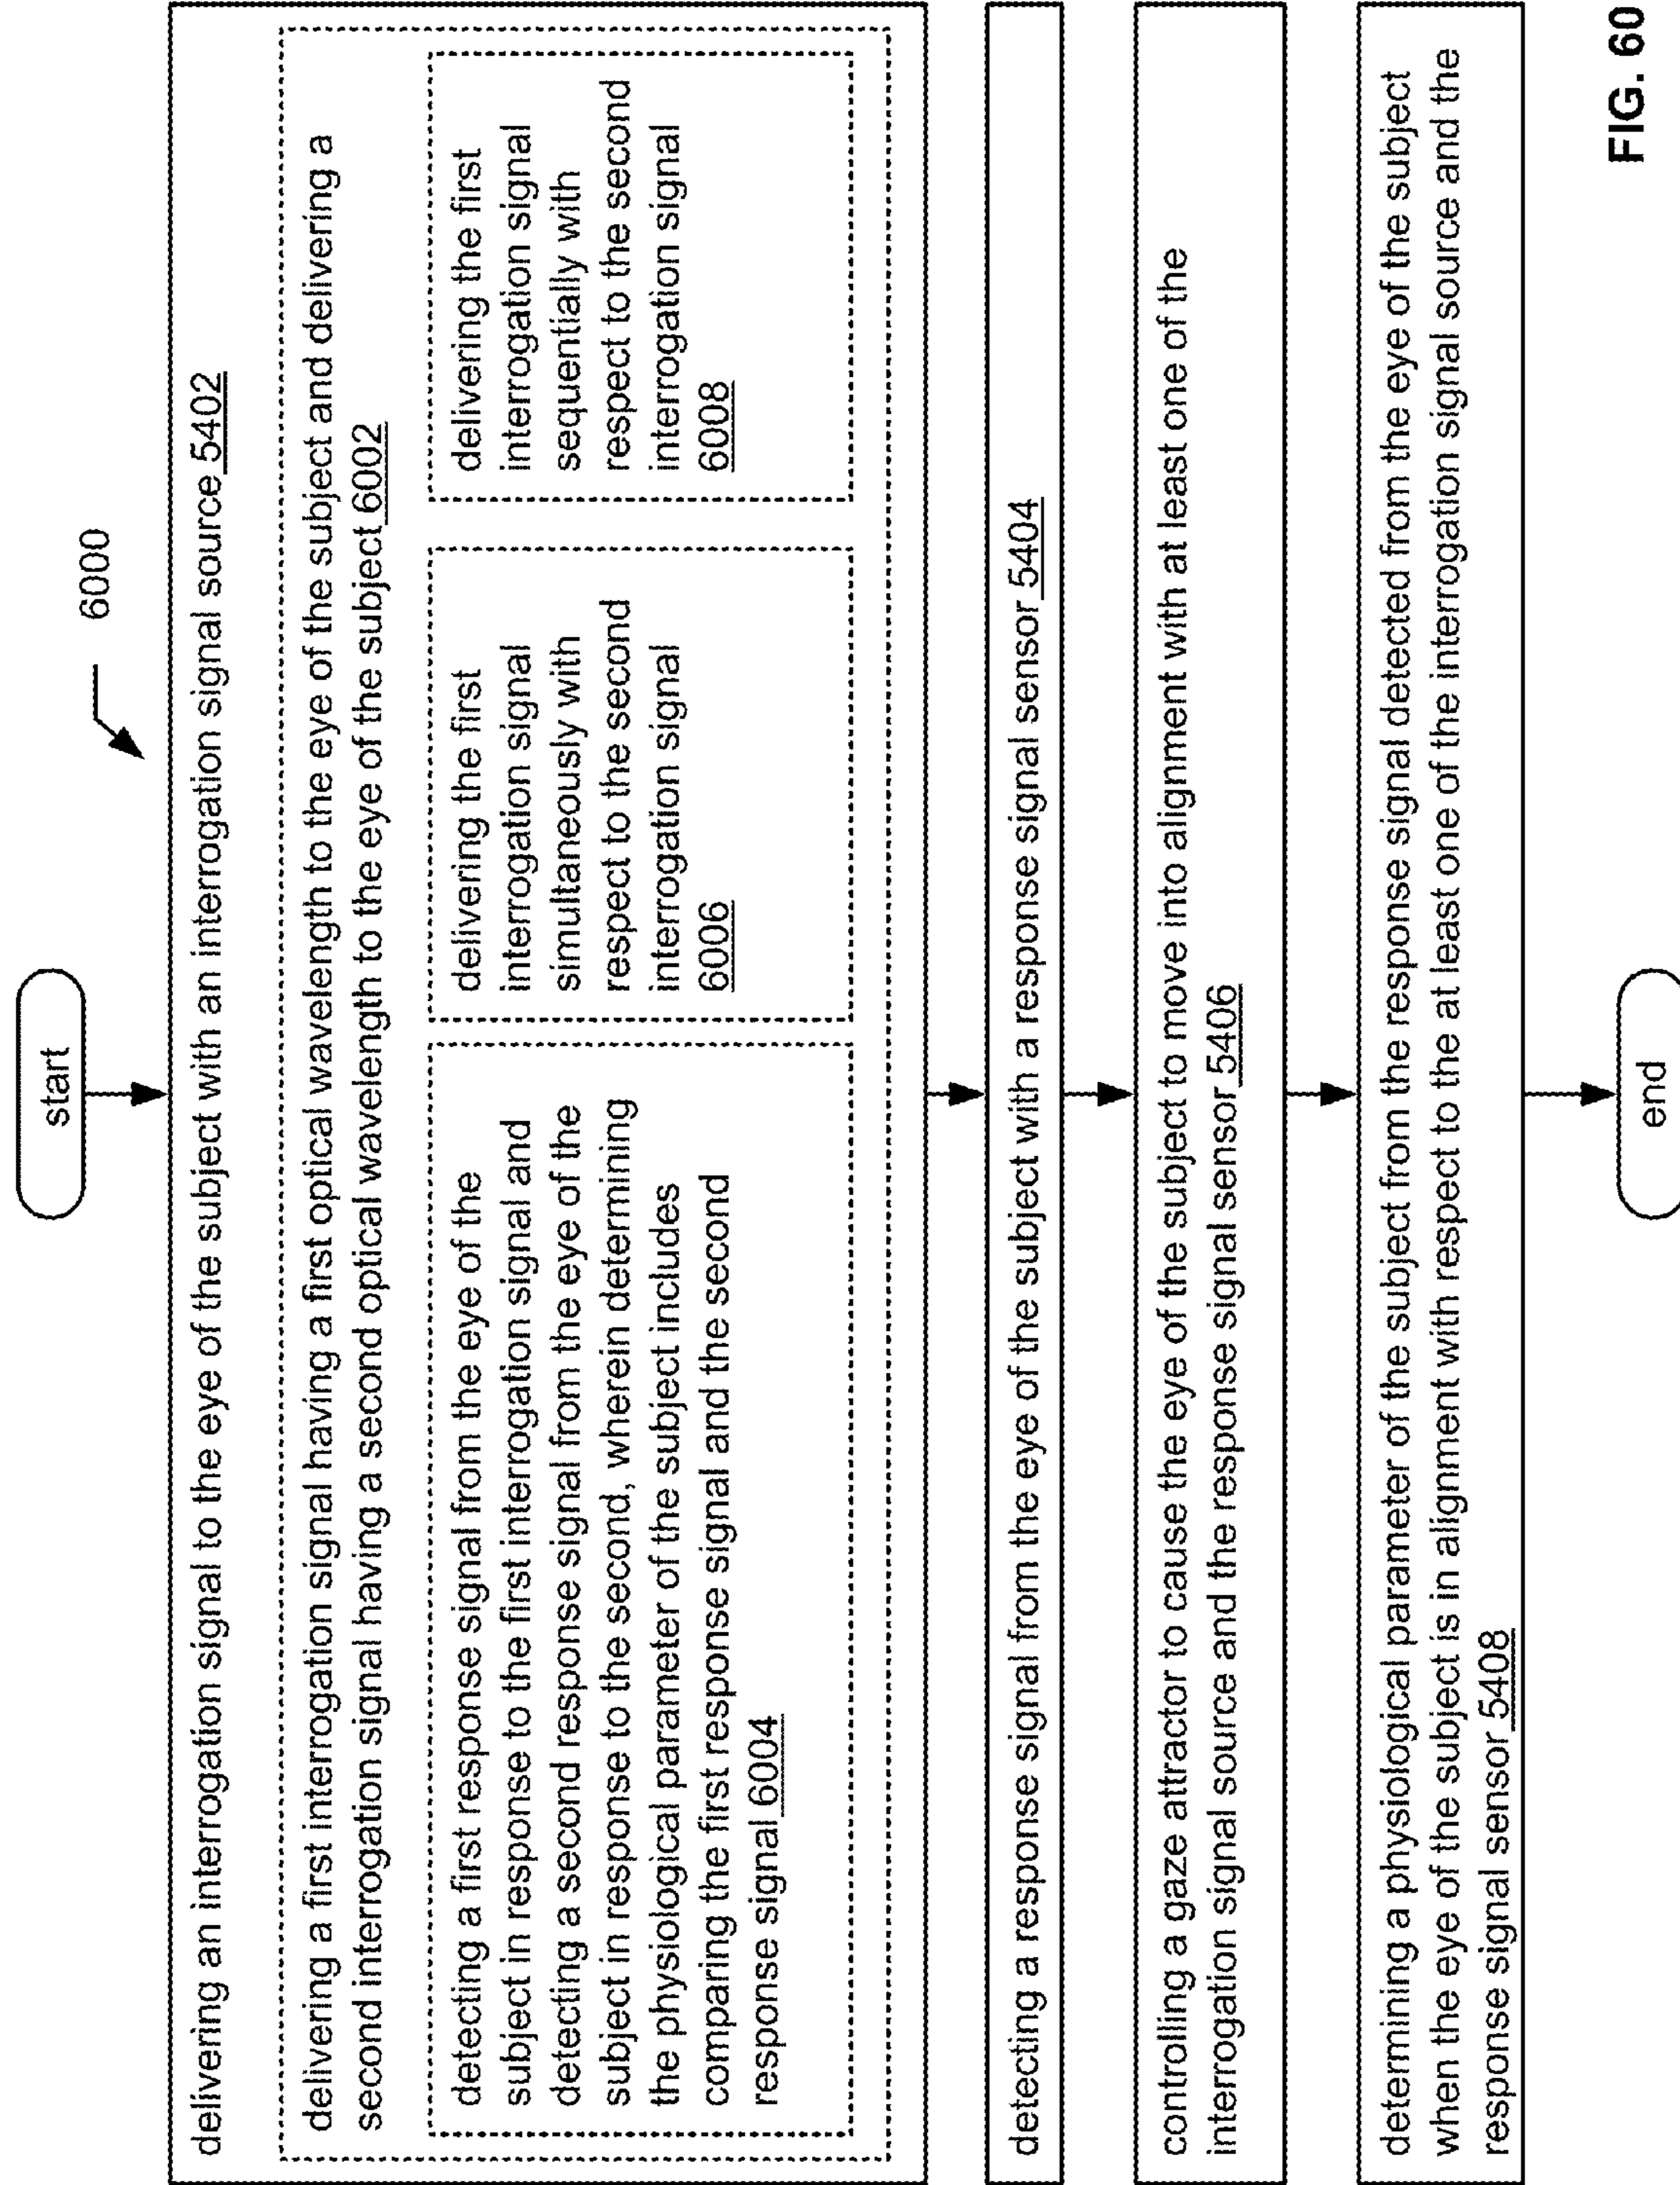 6000
start
delivering an interrogation signal to the eye of the subject with an interrogation signal source 5402
delivering a first interrogation signal having a first optical wavelength to the eye of the subject and delivering a
second interrogation signal having a second optical wavelength to the eye of the subject 6002
detecting a first response signal from the eye of the
subject in response to the first interrogation signal and
detecting a second response signal from the eye of the
subject in response to the second, wherein determining
the physiological parameter of the subject includes
comparing the first response signal and the second
response signal 6004
delivering the first
interrogation signal
simultaneously with
respect to the second
interrogation signal
6006
delivering the first
interrogation signal
sequentially with
respect to the second
interrogation signal
6008
detecting a response signal from the eye of the subject with a response signal sensor 5404
controlling a gaze attractor to cause the eye of the subject to move into alignment with at least one of the
interrogation signal source and the response signal sensor 5406
determining a physiological parameter of the subject from the response signal detected from the eye of the subject
when the eye of the subject is in alignment with respect to the at least one of the interrogation signal source and the
response signal sensor 5408
end
FIG. 60